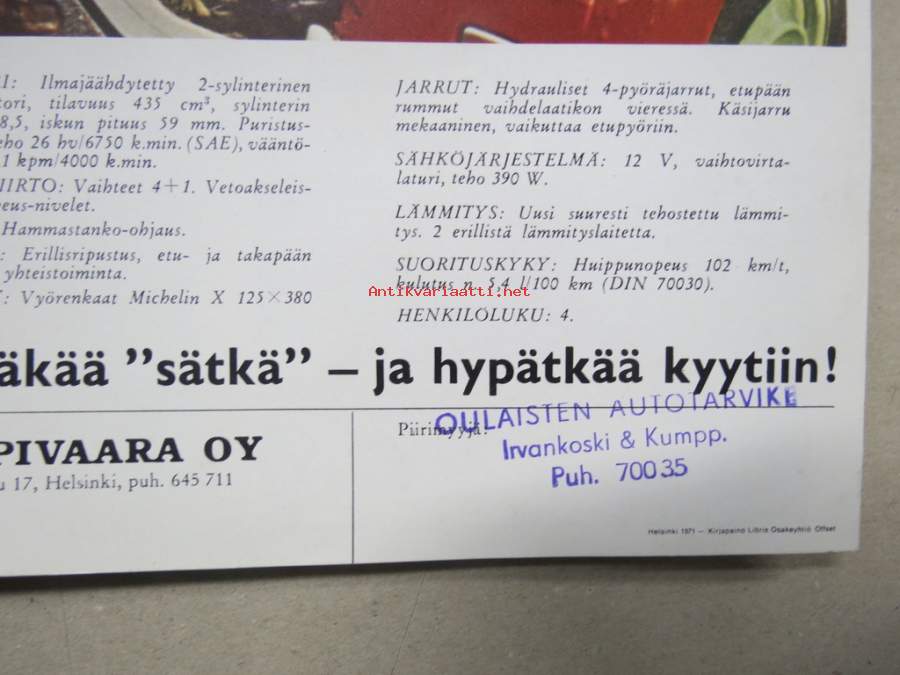 Ilmajäähdytetty 2-sylinterinen
tilavuus 435 cm³, sylinterin
8,5, iskun pituus 59 mm. Puristus-
26 hv/6750 k.min. (SAE), vääntö-
1 kpm/4000 k.min.
Vaihteet 4+1. Vetoakseleis-
Hammastanko-ohjaus.
Erillisripustus, etu- ja takapään
yhteistoiminta.
Vyörenkaat Michelin X 125×380
JARRUT: Hydrauliset 4-pyöräjarrut, etupään
rummut vaihdelaatikon vieressä. Käsijarru
mekaaninen, vaikuttaa etupyöriin.
SÄHKÖJÄRJESTELMÄ: 12 V, vaihtovirta-
laturi, teho 390 W.
LÄMMITYS: Uusi suuresti tehostettu lämmi-
tys. 2 erillistä lämmityslaitetta.
SUORITUSKYKY: Huippunopeus 102 km/t,
kulutus n. 5,4 l/100 km (DIN 70030).
Antikvariaatti.net
HENKILÖLUKU: 4.
äkää ”sätkä” – ja hypätkää kyytiin!
PIVAARA OY
u 17, Helsinki, puh. 645 711
Piirimyyjä:
OULAISTEN AUTOTARVIKE
Irvankoski & Kumpp.
Puh. 70035
Helsinki 1971 — Kirjapaino Libris Osakeyhtiö Offset